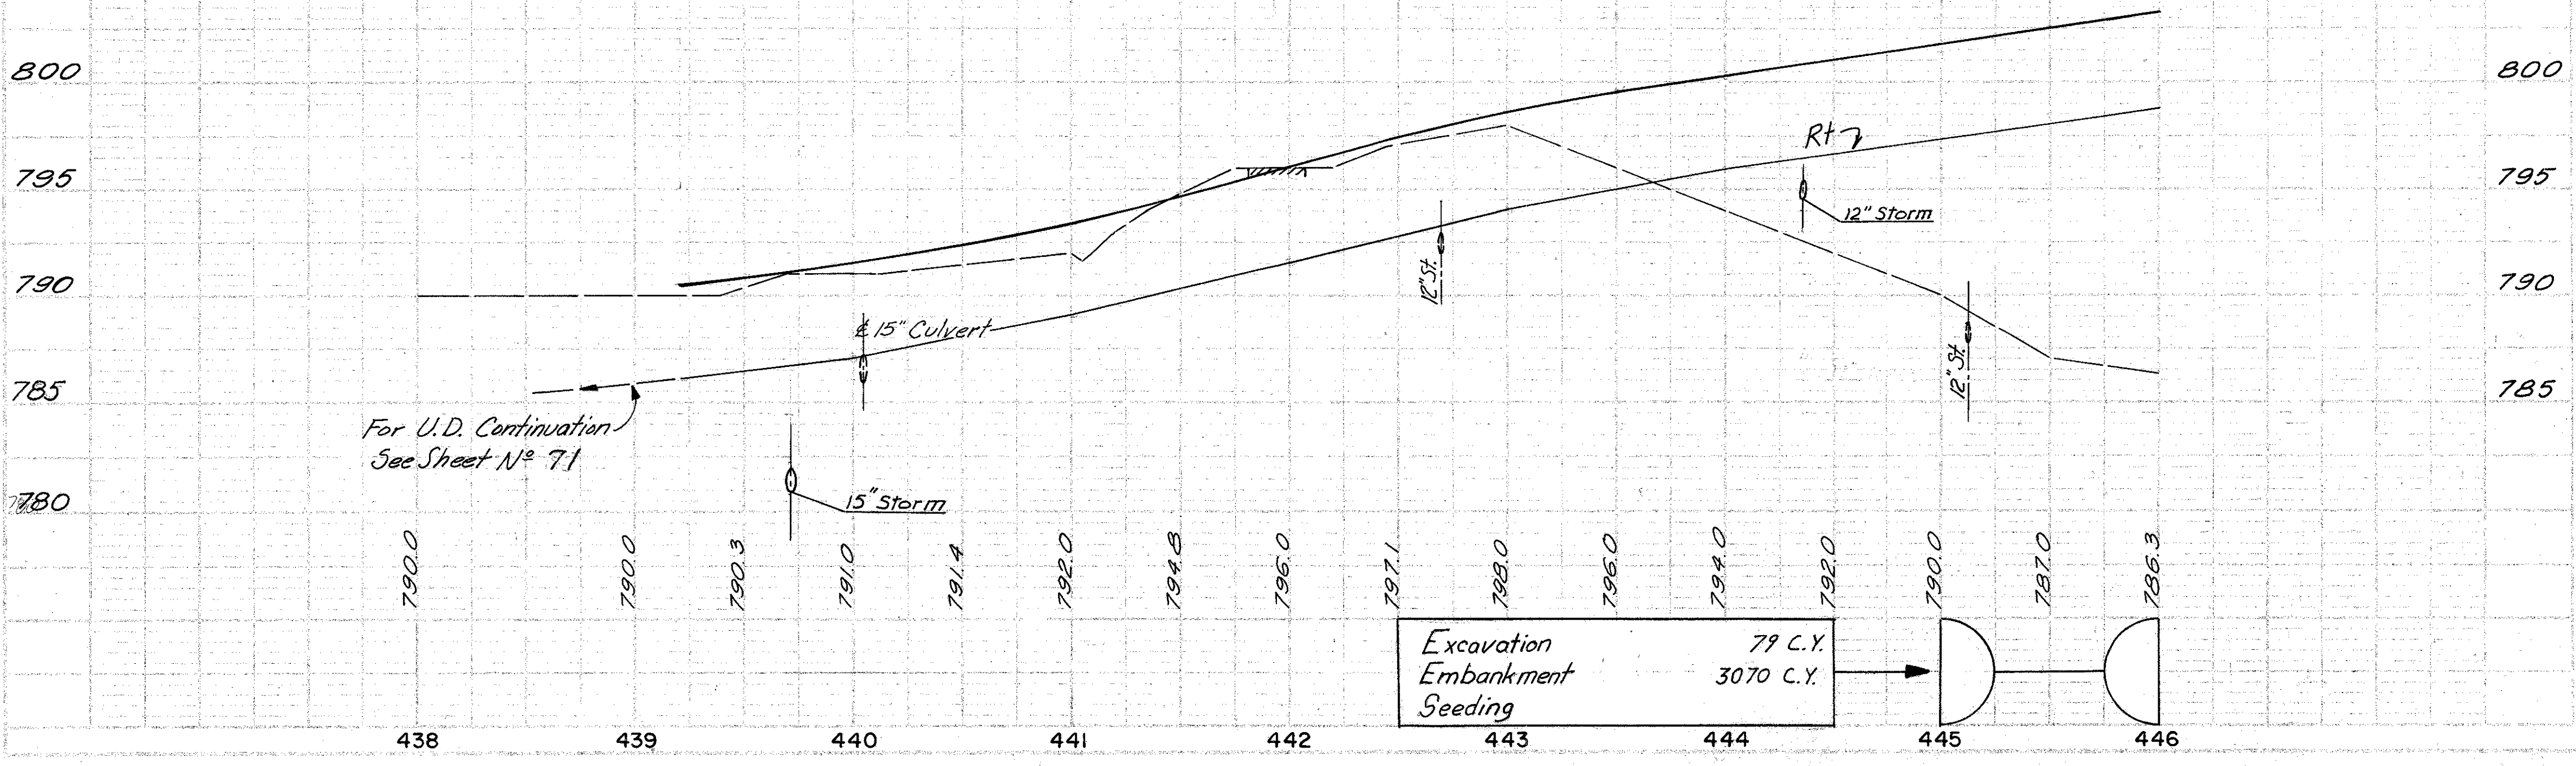 800 800
Rt
795 795
12" Storm
12" St.
790 790
℄ 15" Culvert
12" St.
785 785
For U.D. Continuation
See Sheet Nº 71
780
15" Storm
790.0 790.0 790.3 791.0 791.4 792.0 794.8 796.0 797.1 798.0 796.0 794.0 792.0 790.0 787.0 786.3
Excavation 79 C.Y.
Embankment 3070 C.Y.
Seeding
438 439 440 441 442 443 444 445 446